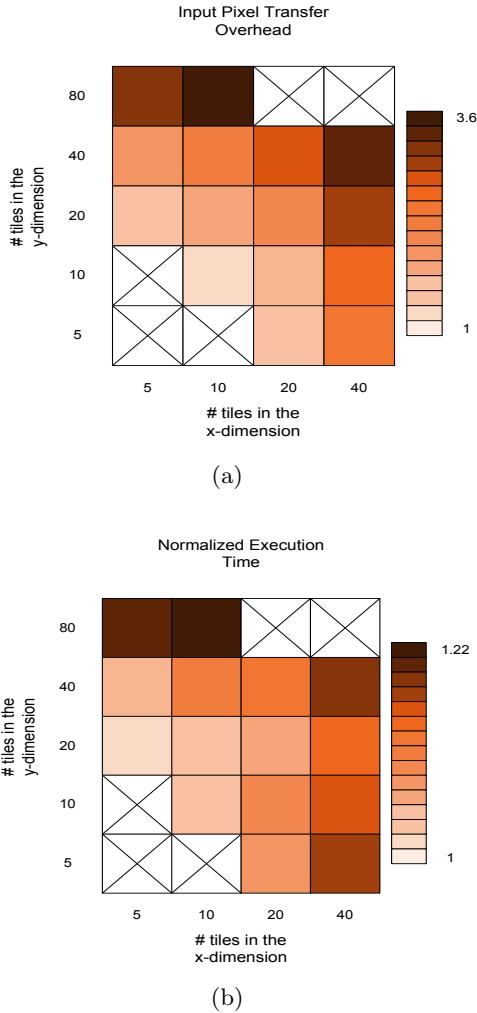 Input Pixel Transfer
Overhead
80
40
20
10
5
# tiles in the
y-dimension
3.6
1
5 10 20 40
# tiles in the
x-dimension
(a)
Normalized Execution
Time
80
40
20
10
5
# tiles in the
y-dimension
1.22
1
5 10 20 40
# tiles in the
x-dimension
(b)